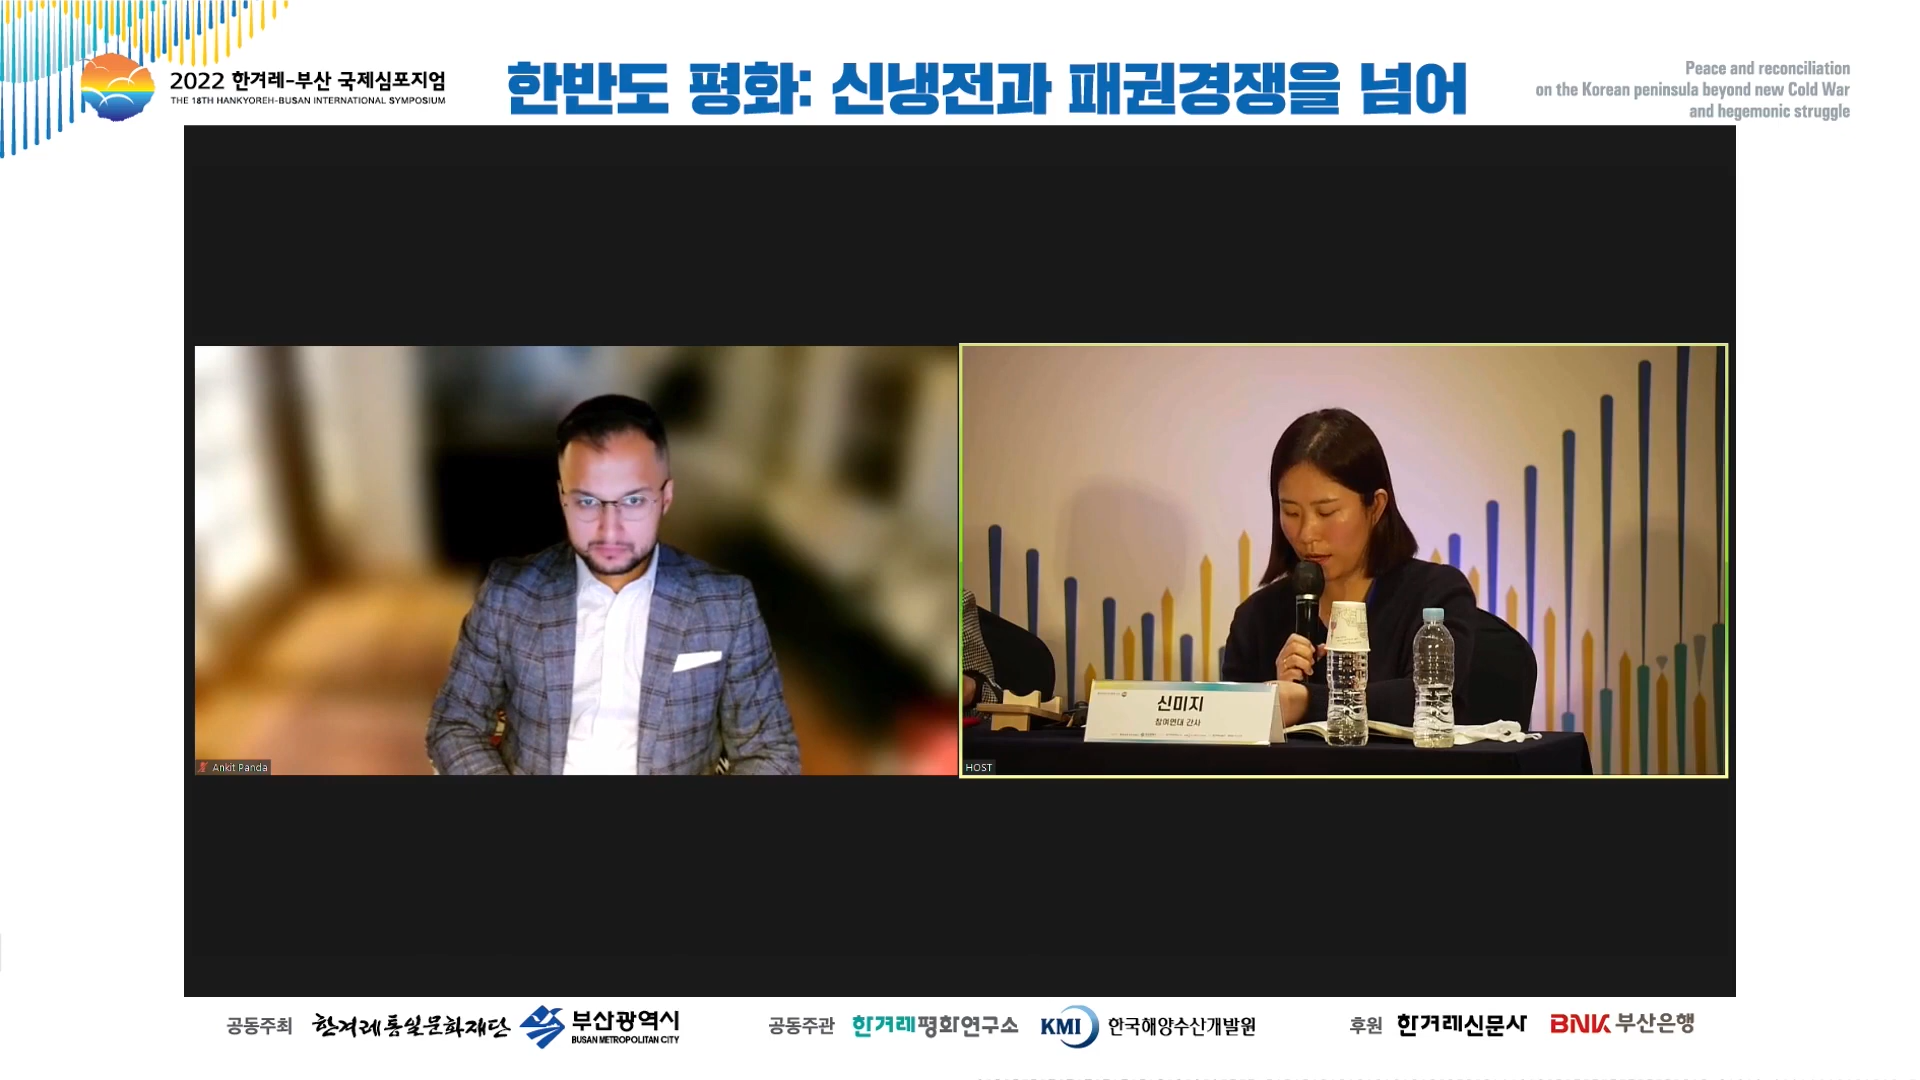 2022 한겨레-부산 국제심포지엄
THE 18TH HANKYOREH-BUSAN INTERNATIONAL SYMPOSIUM
한반도 평화: 신냉전과 패권경쟁을 넘어
Peace and reconciliation
on the Korean peninsula beyond new Cold War
and hegemonic struggle
Ankit Panda
신미지
참여연대 간사
HOST
공동주최 한겨레통일문화재단 부산광역시
BUSAN METROPOLITAN CITY
공동주관 한겨레평화연구소 KMI 한국해양수산개발원
후원 한겨레신문사 BNK 부산은행